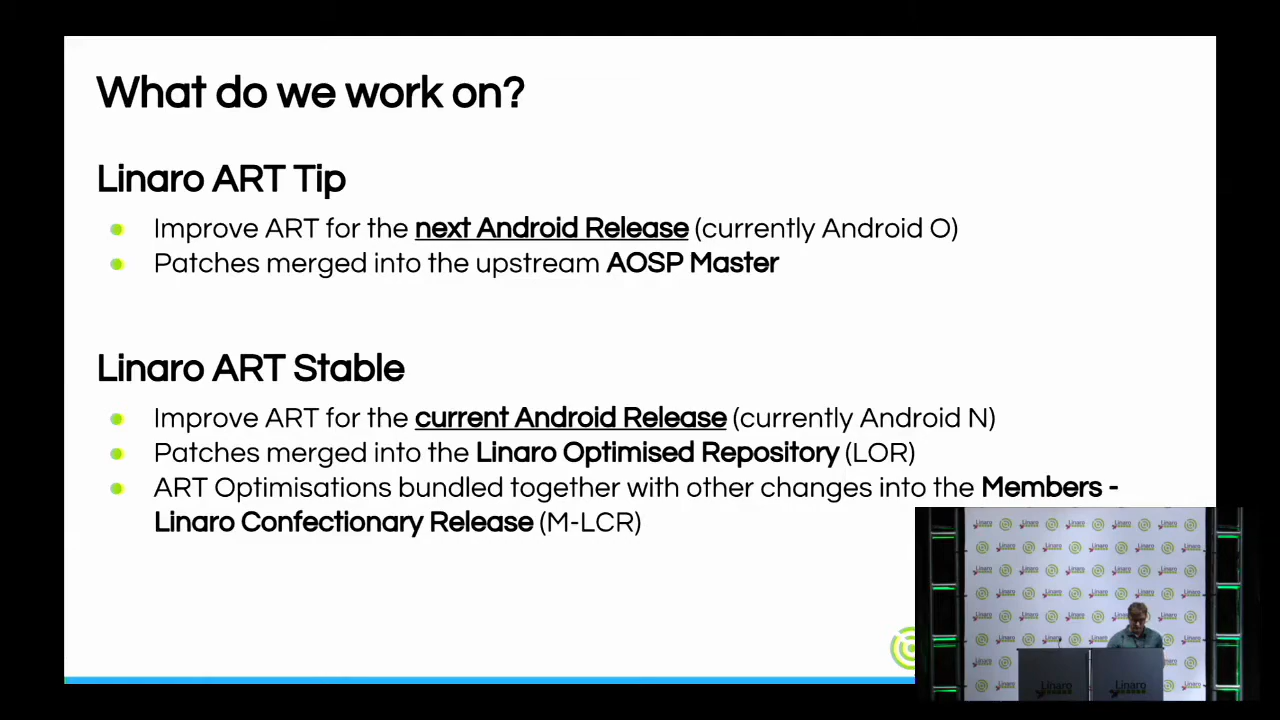 What do we work on?
Linaro ART Tip
Improve ART for the next Android Release (currently Android O)
Patches merged into the upstream AOSP Master
Linaro ART Stable
Improve ART for the current Android Release (currently Android N)
Patches merged into the Linaro Optimised Repository (LOR)
ART Optimisations bundled together with other changes into the Members -
Linaro Confectionary Release (M-LCR)
Linaro
Linaro